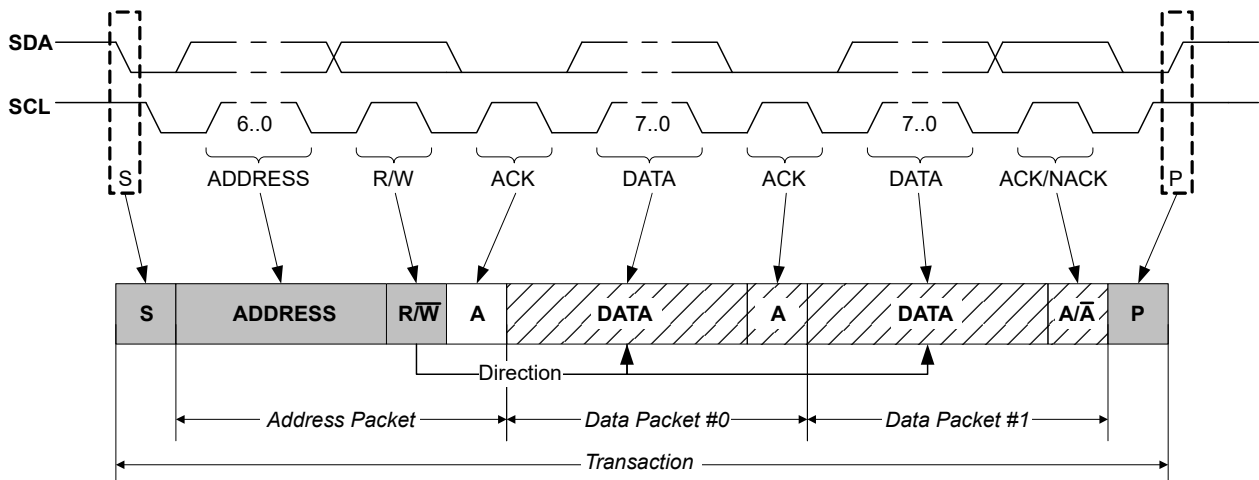 SDA
SCL
6..0 7..0 7..0
S ADDRESS R/W ACK DATA ACK DATA ACK/NACK P
S ADDRESS R/W̅ A DATA A DATA A/A̅ P
Direction
Address Packet Data Packet #0 Data Packet #1
Transaction